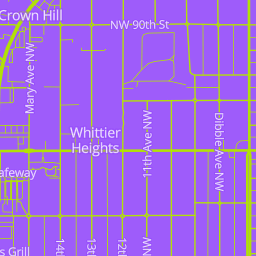 Crown Hill
NW 90th St
Mary Ave NW
Whittier
Heights
11th Ave NW
Dibble Ave NW
afeway
14th
13th
12th
NW
s Grill